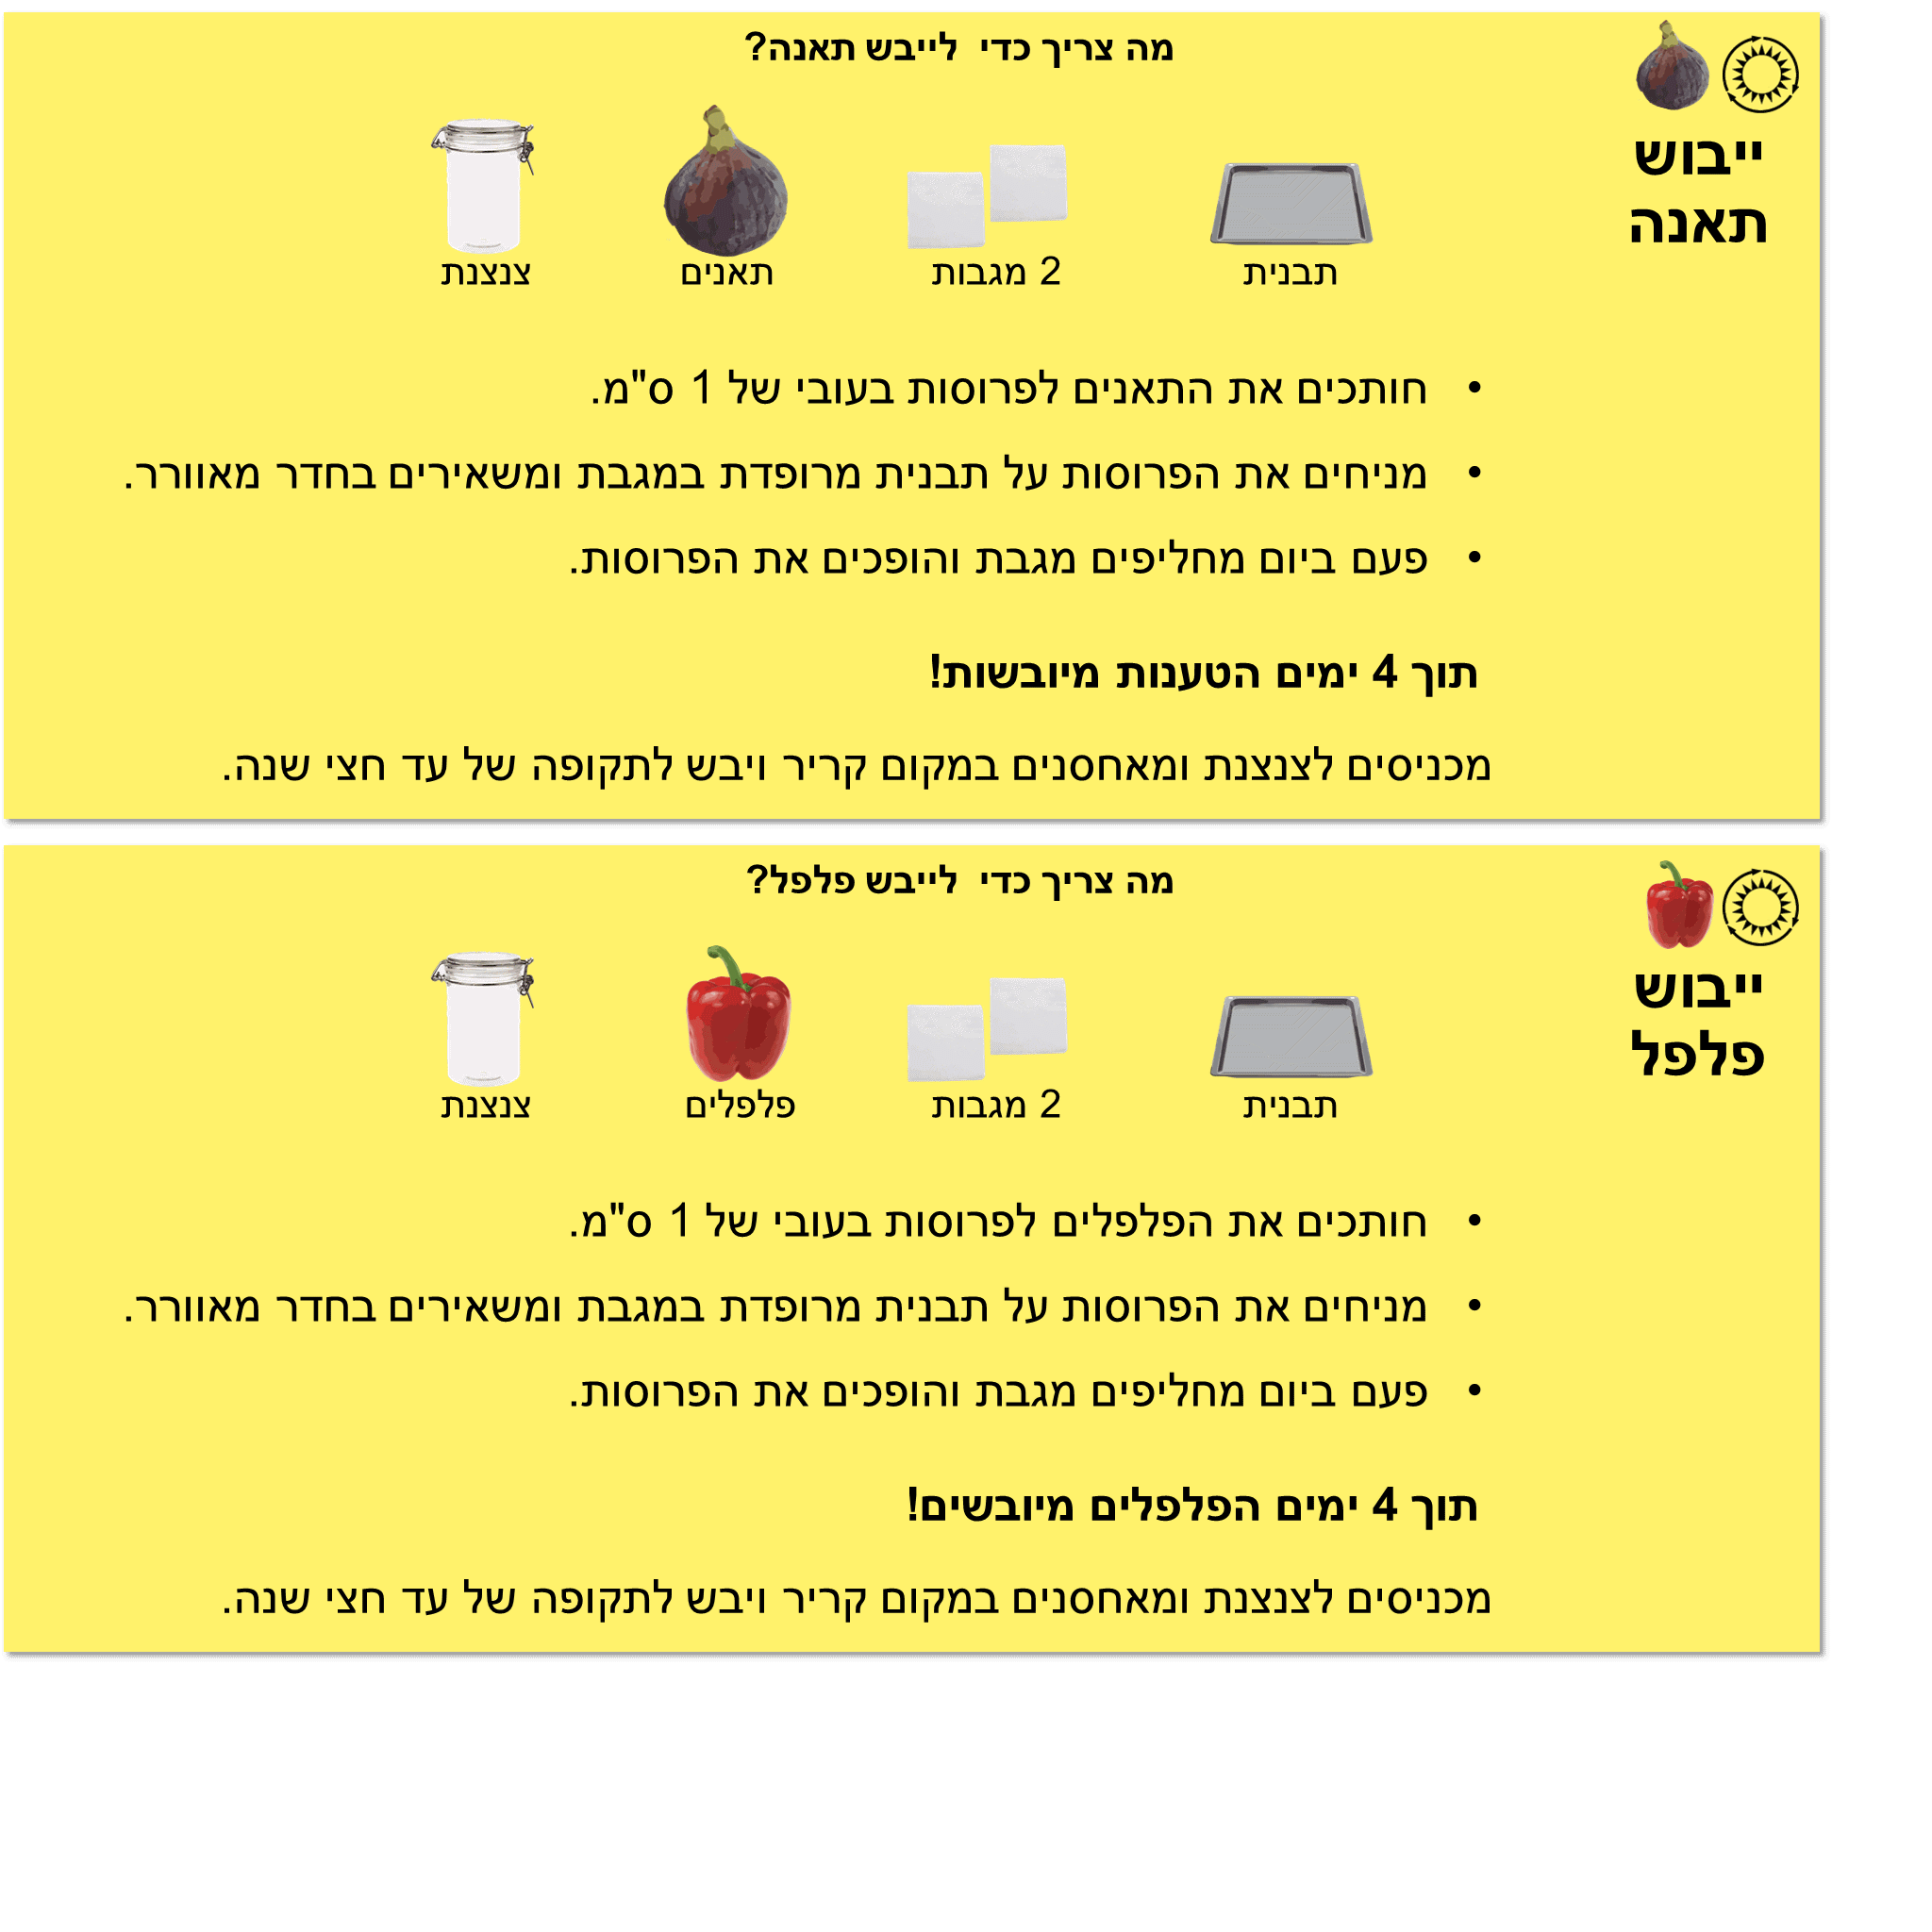 מה צריך כדי  לייבש תאנה?
ייבוש
תאנה
תבנית
2 מגבות
תאנים
צנצנת
• חותכים את התאנים לפרוסות בעובי של 1 ס"מ.
• מניחים את הפרוסות על תבנית מרופדת במגבת ומשאירים בחדר מאוורר.
• פעם ביום מחליפים מגבת והופכים את הפרוסות.
תוך 4 ימים הטענות מיובשות!
מכניסים לצנצנת ומאחסנים במקום קריר ויבש לתקופה של עד חצי שנה.
מה צריך כדי  לייבש פלפל?
ייבוש
פלפל
תבנית
2 מגבות
פלפלים
צנצנת
• חותכים את הפלפלים לפרוסות בעובי של 1 ס"מ.
• מניחים את הפרוסות על תבנית מרופדת במגבת ומשאירים בחדר מאוורר.
• פעם ביום מחליפים מגבת והופכים את הפרוסות.
תוך 4 ימים הפלפלים מיובשים!
מכניסים לצנצנת ומאחסנים במקום קריר ויבש לתקופה של עד חצי שנה.